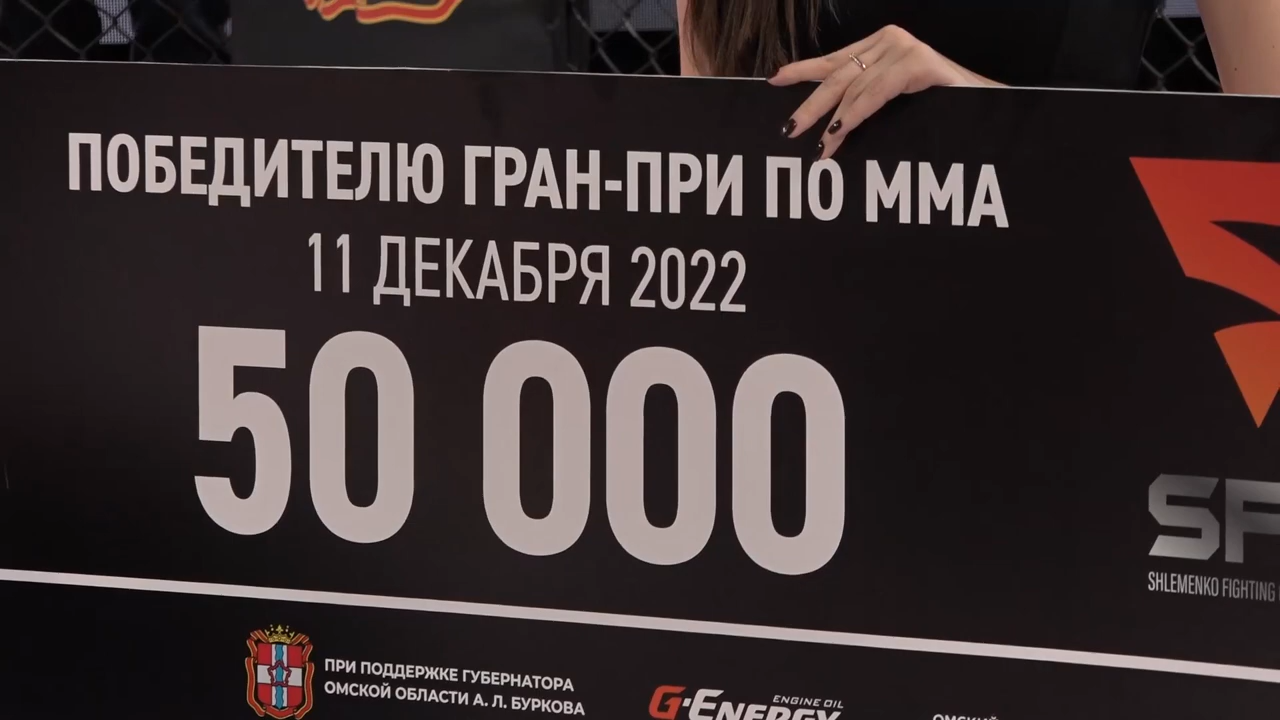 ПОБЕДИТЕЛЮ ГРАН-ПРИ ПО ММА
11 ДЕКАБРЯ 2022
50 000
SHLEMENKO FIGHTING
ПРИ ПОДДЕРЖКЕ ГУБЕРНАТОРА
ОМСКОЙ ОБЛАСТИ А. Л. БУРКОВА
ENGINE OIL
G-ENERGY